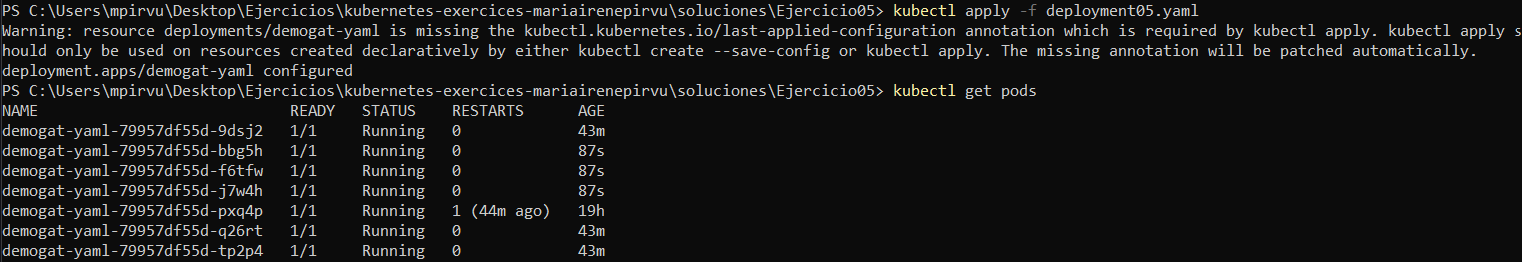 PS C:\Users\mpirvu\Desktop\Ejercicios\kubernetes-exercices-mariairenepirvu\soluciones\Ejercicio05> kubectl apply -f deployment05.yaml
Warning: resource deployments/demogat-yaml is missing the kubectl.kubernetes.io/last-applied-configuration annotation which is required by kubectl apply. kubectl apply s
hould only be used on resources created declaratively by either kubectl create --save-config or kubectl apply. The missing annotation will be patched automatically.
deployment.apps/demogat-yaml configured
PS C:\Users\mpirvu\Desktop\Ejercicios\kubernetes-exercices-mariairenepirvu\soluciones\Ejercicio05> kubectl get pods
NAME READY STATUS RESTARTS AGE
demogat-yaml-79957df55d-9dsj2 1/1 Running 0 43m
demogat-yaml-79957df55d-bbg5h 1/1 Running 0 87s
demogat-yaml-79957df55d-f6tfw 1/1 Running 0 87s
demogat-yaml-79957df55d-j7w4h 1/1 Running 0 87s
demogat-yaml-79957df55d-pxq4p 1/1 Running 1 (44m ago) 19h
demogat-yaml-79957df55d-q26rt 1/1 Running 0 43m
demogat-yaml-79957df55d-tp2p4 1/1 Running 0 43m